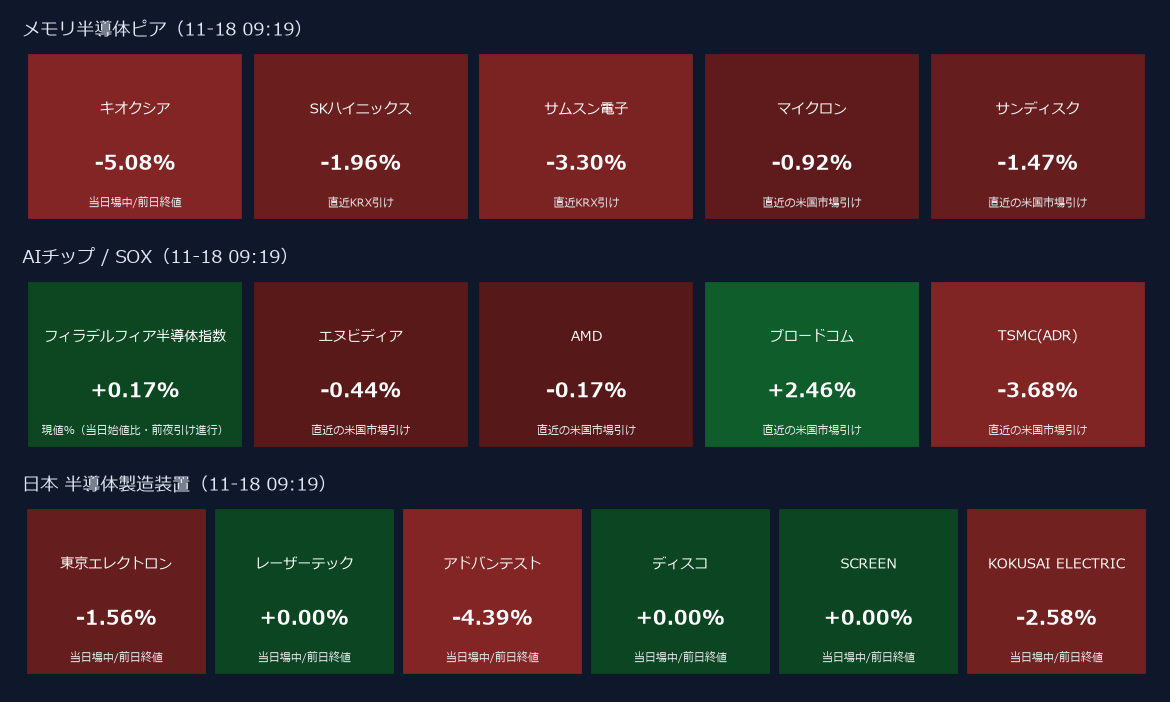 メモリ半導体ピア（11-18 09:19）
キオクシア
-5.08%
当日場中/前日終値
SKハイニックス
-1.96%
直近KRX引け
サムスン電子
-3.30%
直近KRX引け
マイクロン
-0.92%
直近の米国市場引け
サンディスク
-1.47%
直近の米国市場引け
AIチップ / SOX（11-18 09:19）
フィラデルフィア半導体指数
+0.17%
現値%（当日始値比・前夜引け進行）
エヌビディア
-0.44%
直近の米国市場引け
AMD
-0.17%
直近の米国市場引け
ブロードコム
+2.46%
直近の米国市場引け
TSMC(ADR)
-3.68%
直近の米国市場引け
日本 半導体製造装置（11-18 09:19）
東京エレクトロン
-1.56%
当日場中/前日終値
レーザーテック
+0.00%
当日場中/前日終値
アドバンテスト
-4.39%
当日場中/前日終値
ディスコ
+0.00%
当日場中/前日終値
SCREEN
+0.00%
当日場中/前日終値
KOKUSAI ELECTRIC
-2.58%
当日場中/前日終値